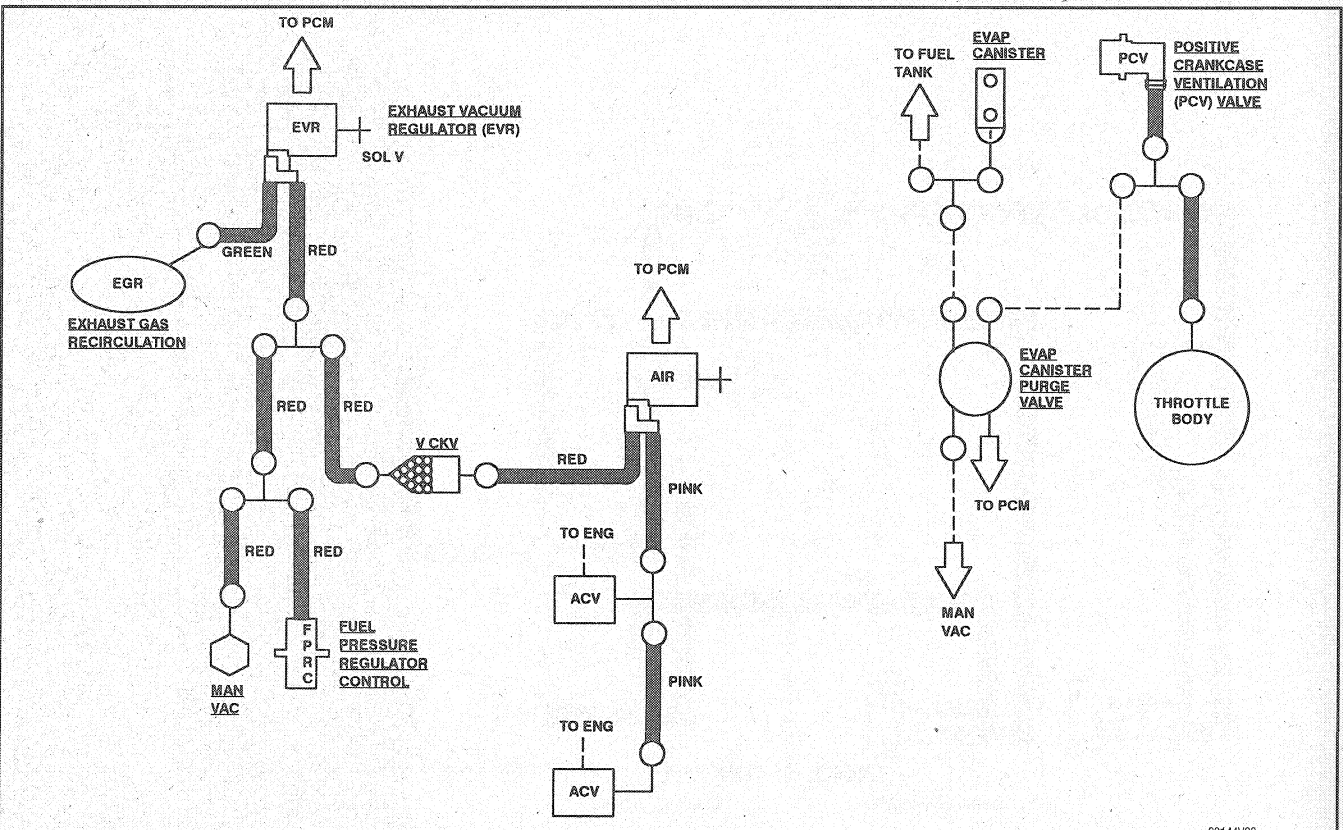 TO PCM
EVR
EXHAUST VACUUM
REGULATOR (EVR)
SOL V
GREEN
RED
EGR
EXHAUST GAS
RECIRCULATION
RED
RED
V CKV
RED
RED
RED
MAN
VAC
F
P
R
C
FUEL
PRESSURE
REGULATOR
CONTROL
TO PCM
AIR
PINK
TO ENG
ACV
PINK
TO ENG
ACV
TO FUEL
TANK
EVAP
CANISTER
PCV
POSITIVE
CRANKCASE
VENTILATION
(PCV) VALVE
EVAP
CANISTER
PURGE
VALVE
THROTTLE
BODY
TO PCM
MAN
VAC